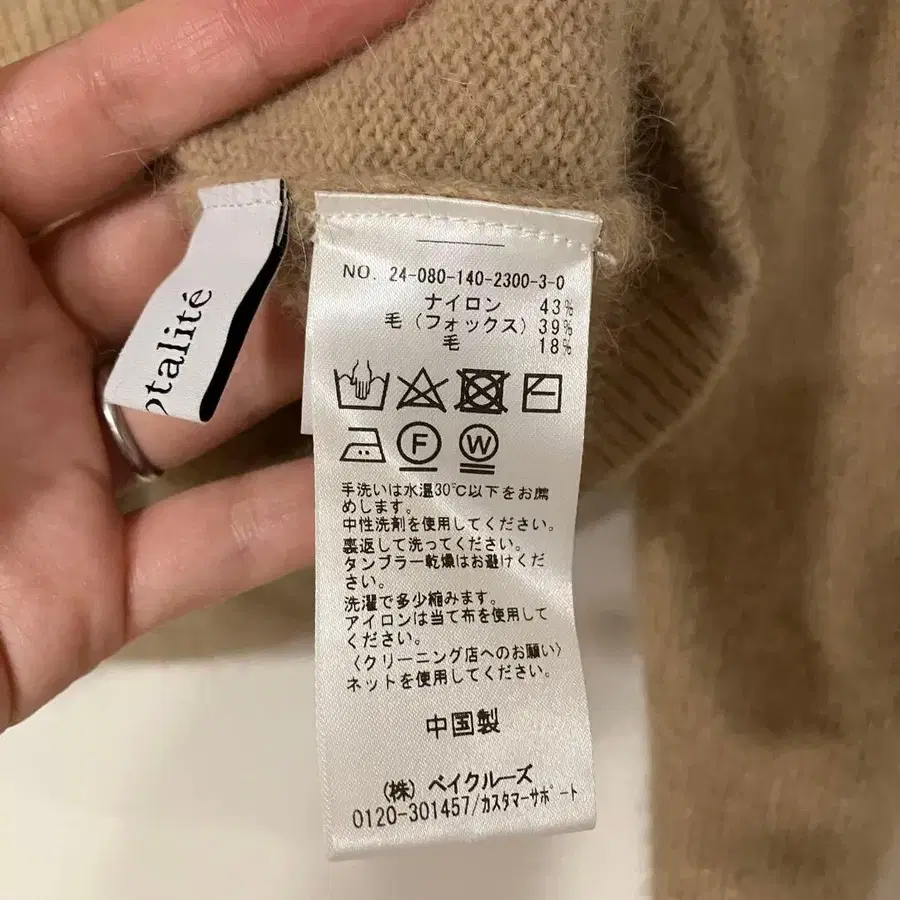 otalité
NO. 24-080-140-2300-3-0
ナイロン 43%
毛(フォックス) 39%
毛 18%
F W
手洗いは水温30℃以下をお薦
めします。
中性洗剤を使用してください。
裏返して洗ってください。
タンブラー乾燥はお避けくだ
さい。
洗濯で多少縮みます。
アイロンは当て布を使用して
ください。
〈クリーニング店へのお願い〉
ネットを使用してください。
中国製
(株) ベイクルーズ
0120-301457/カスタマーサポート